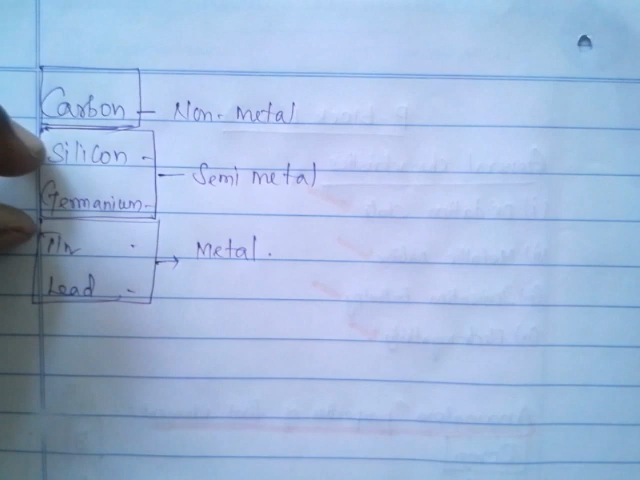 Carbon - Non-metal
Silicon -
- Semi metal
Germanium -
Tin -
→ Metal.
Lead -